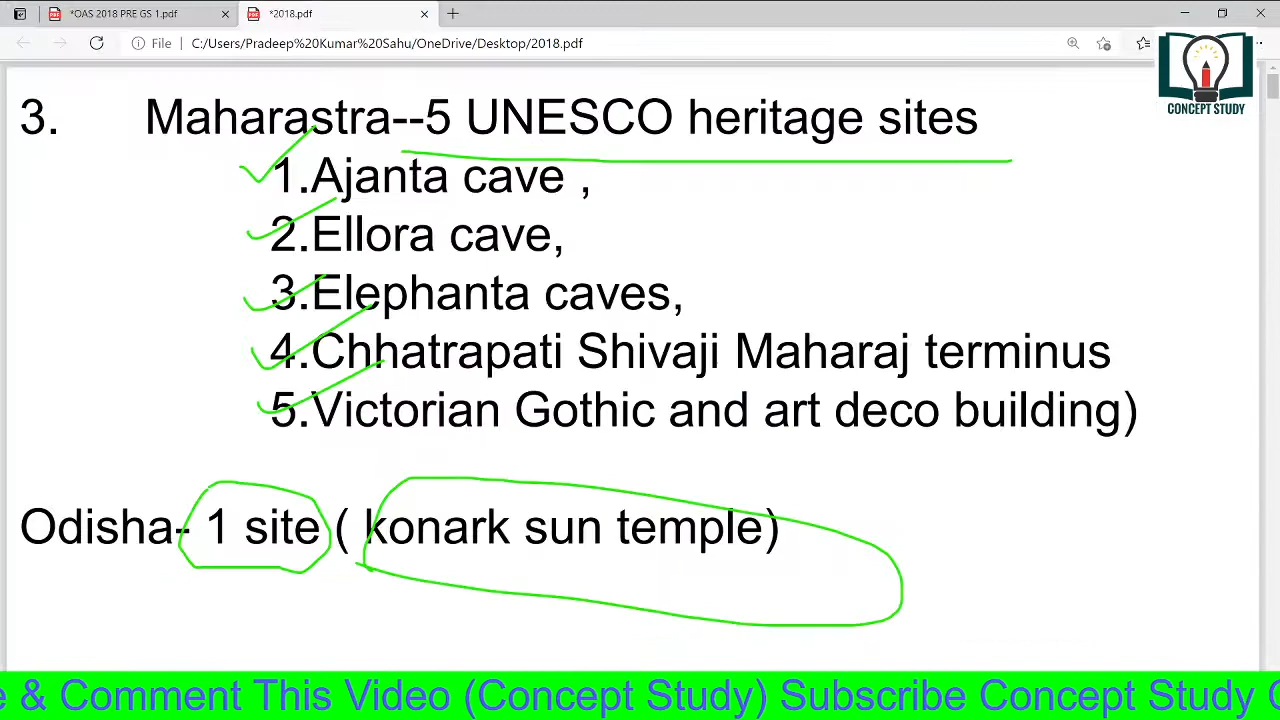 *OAS 2018 PRE GS 1.pdf
*2018.pdf
File C:/Users/Pradeep%20Kumar%20Sahu/OneDrive/Desktop/2018.pdf
CONCEPT STUDY
3. Maharastra--5 UNESCO heritage sites
1.Ajanta cave ,
2.Ellora cave,
3.Elephanta caves,
4.Chhatrapati Shivaji Maharaj terminus
5.Victorian Gothic and art deco building)
Odisha- 1 site ( konark sun temple)
e & Comment This Video (Concept Study) Subscribe Concept Study